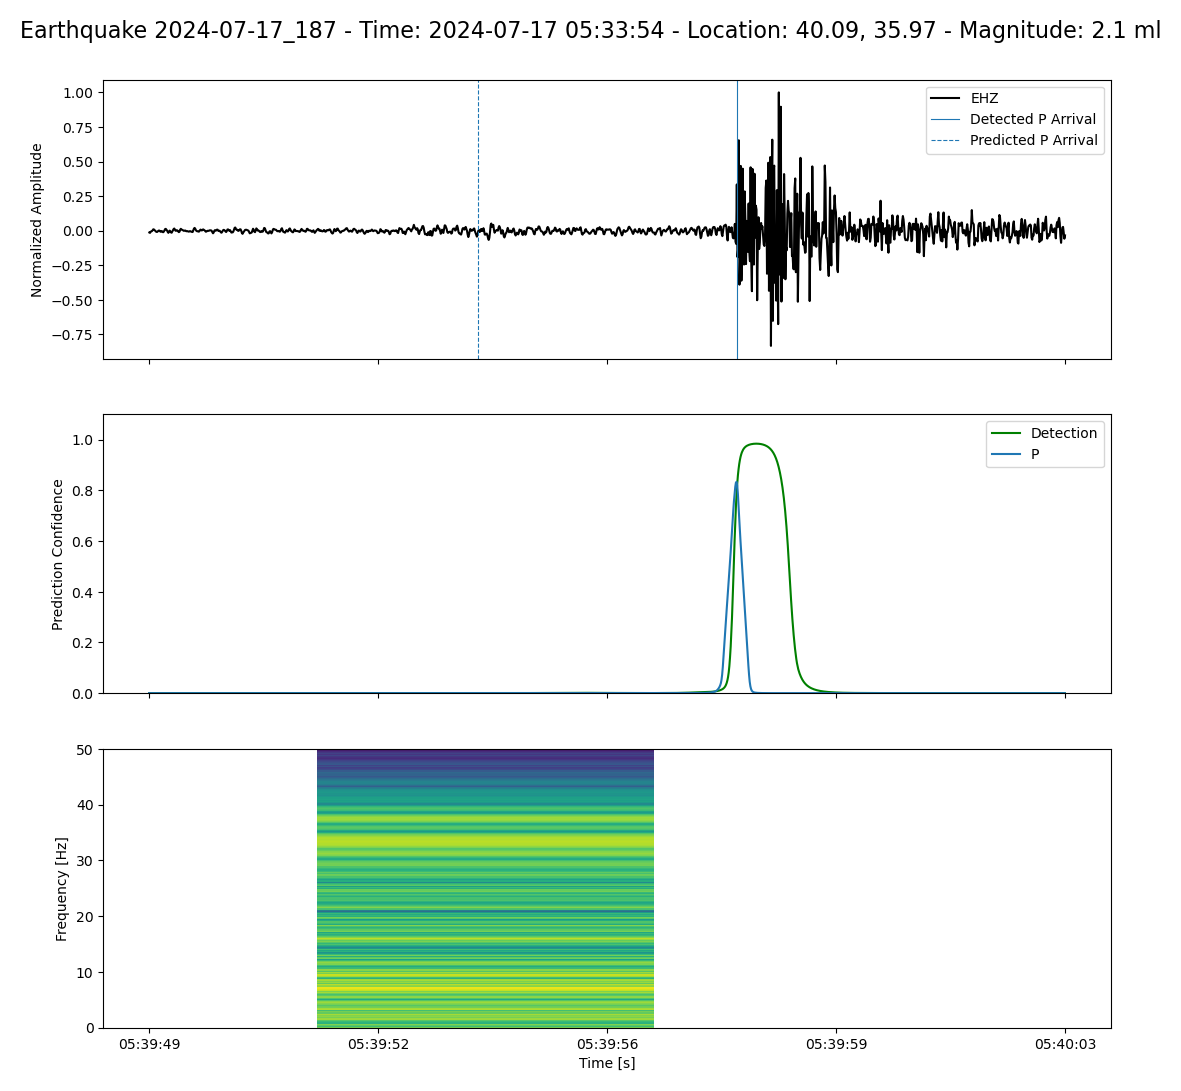 Earthquake 2024-07-17_187 - Time: 2024-07-17 05:33:54 - Location: 40.09, 35.97 - Magnitude: 2.1 ml
1.00
0.75
0.50
0.25
0.00
−0.25
−0.50
−0.75
Normalized Amplitude
EHZ
Detected P Arrival
Predicted P Arrival
1.0
0.8
0.6
0.4
0.2
0.0
Prediction Confidence
Detection
P
50
40
30
20
10
0
Frequency [Hz]
05:39:49 05:39:52 05:39:56 05:39:59 05:40:03
Time [s]